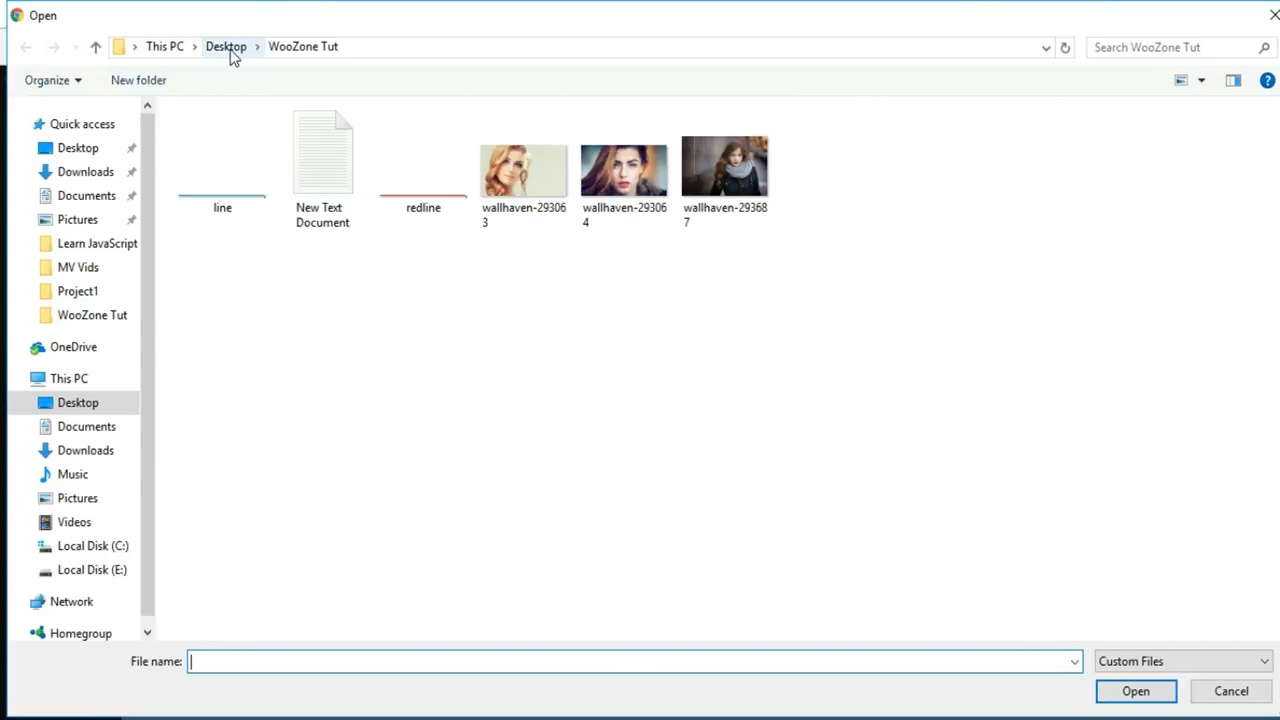 Open
This PC
Desktop
WooZone Tut
Search WooZone Tut
Organize
New folder
Quick access
Desktop
Downloads
Documents
Pictures
Learn JavaScript
MV Vids
Project1
WooZone Tut
OneDrive
This PC
Desktop
Documents
Downloads
Music
Pictures
Videos
Local Disk (C:)
Local Disk (E:)
Network
Homegroup
line
New Text
Document
redline
wallhaven-29306
3
wallhaven-29306
4
wallhaven-29368
7
File name:
Custom Files
Open
Cancel